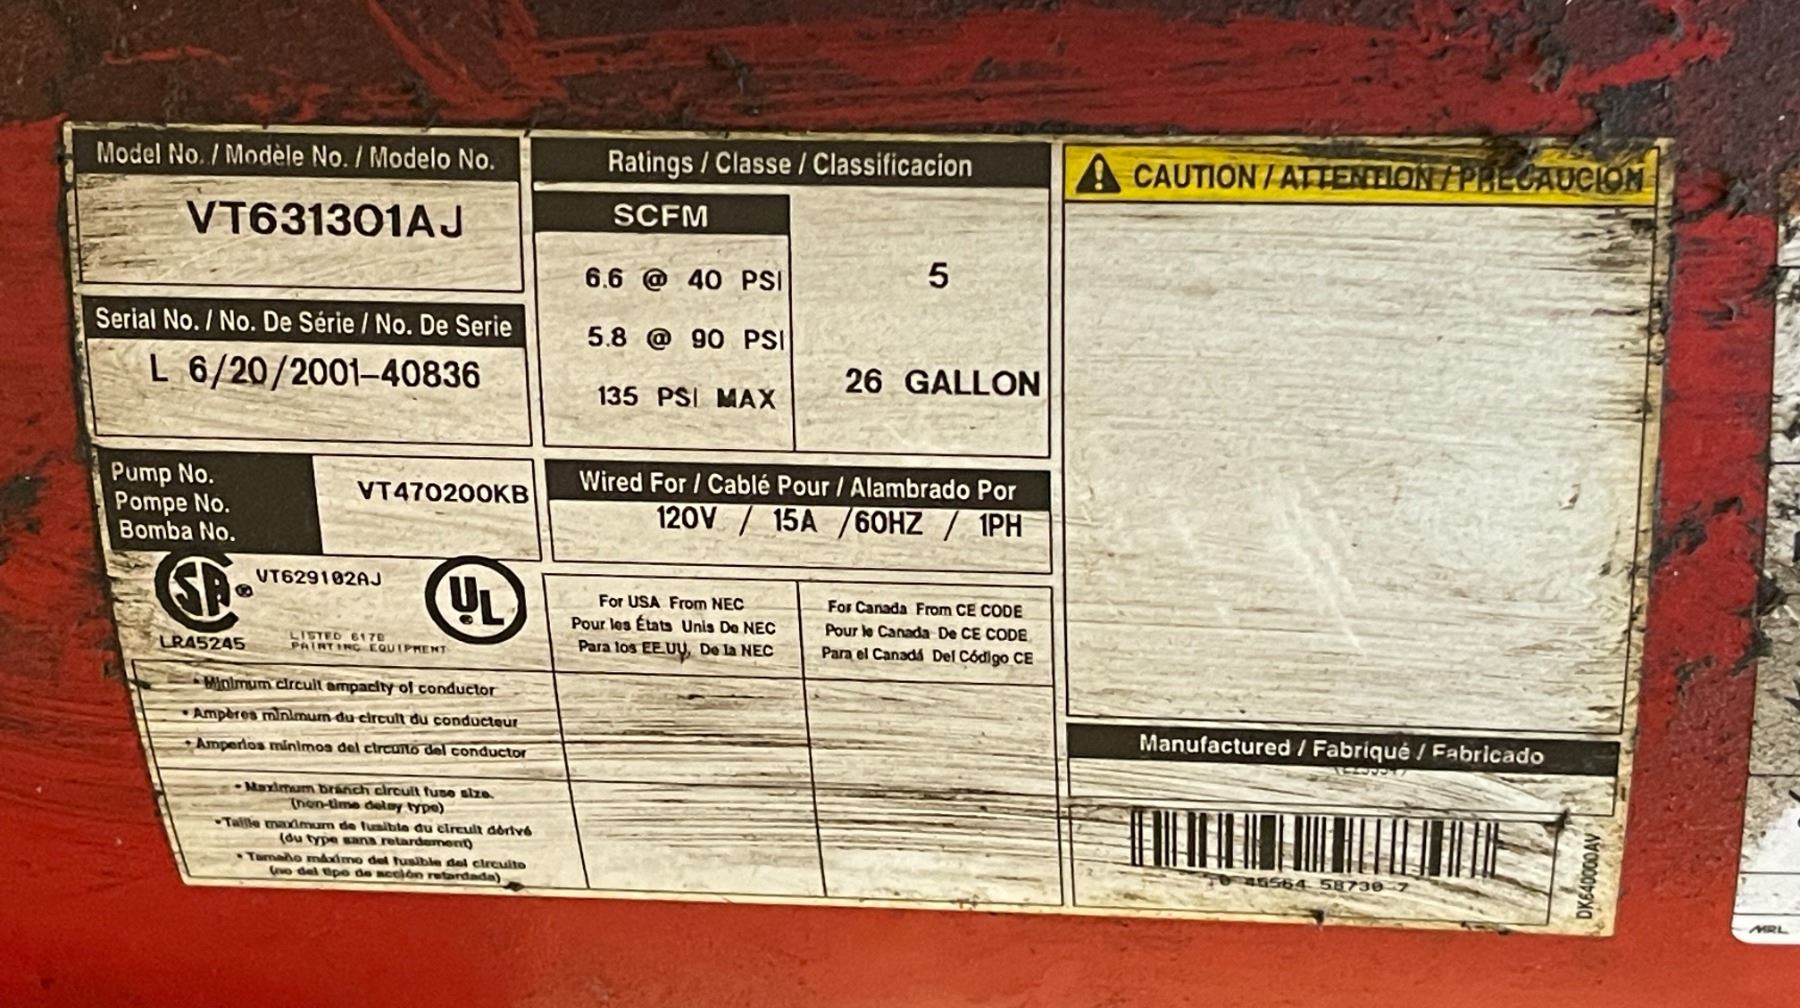 Model No. / Modèle No. / Modelo No.
VT631301AJ
Serial No. / No. De Série / No. De Serie
L 6/20/2001-40836
Pump No.
Pompe No.
Bomba No.
VT470200KB
SA ® VT629102AJ
LR45245
UL
LISTED 617B
PAINTING EQUIPMENT
Ratings / Classe / Classificacion
SCFM
6.6 @ 40 PSI
5.8 @ 90 PSI
135 PSI MAX
5
26 GALLON
Wired For / Cablé Pour / Alambrado Por
120V / 15A /60HZ / 1PH
For USA From NEC
Pour les États Unis De NEC
Para los EE.UU, De la NEC
For Canada From CE CODE
Pour le Canada De CE CODE
Para el Canadá Del Código CE
• Minimum circuit ampacity of conductor
• Ampères minimum du circuit du conducteur
• Amperios mínimos del circuito del conductor
• Maximum branch circuit fuse size.
(non-time delay type)
• Taille maximum de fusible du circuit dérivé
(du type sans retardement)
• Tamaño máximo del fusible del circuito
(no del tipo de acción retardada)
CAUTION / ATTENTION / PRECAUCION
Manufactured / Fabriqué / Fabricado
0 46564 58730 7
DK640000AV
MRL